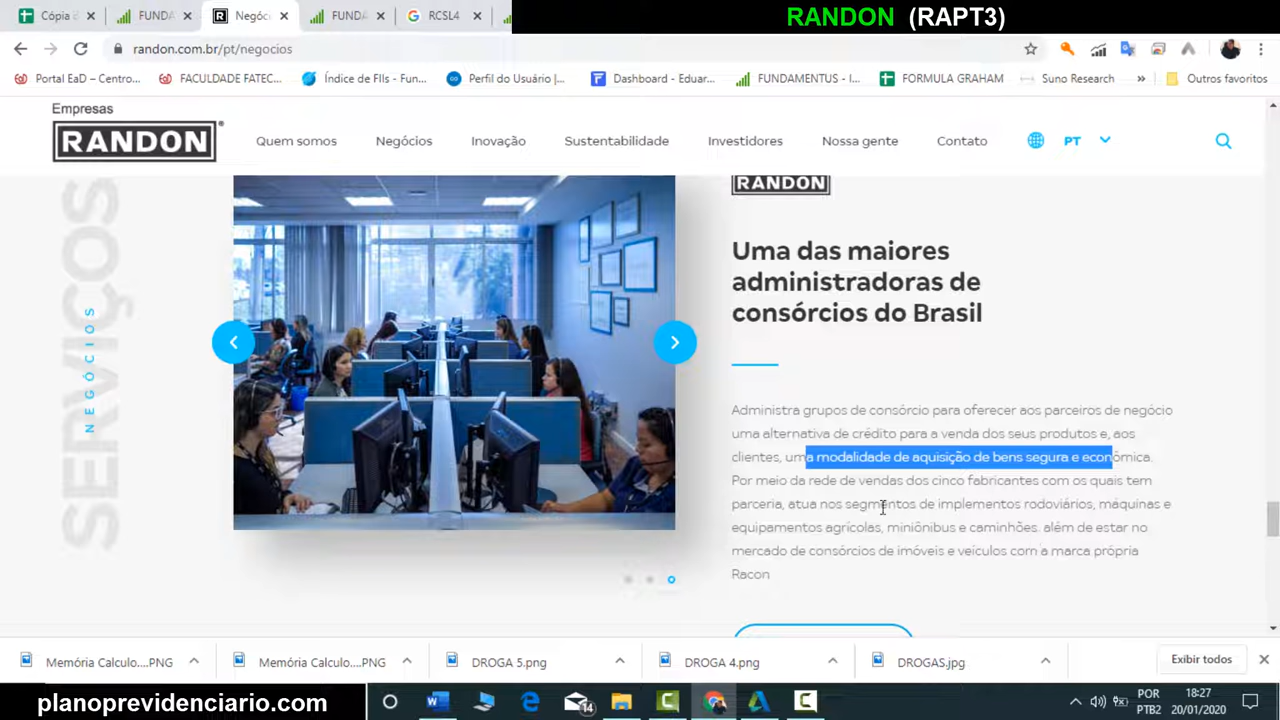 RANDON (RAPT3)
Cópia d
FUNDA
Negóc
FUNDA
RCSL4
randon.com.br/pt/negocios
Portal EaD – Centro...
FACULDADE FATEC...
Índice de FIIs - Fun...
Perfil do Usuário |...
Dashboard - Eduar...
FUNDAMENTUS - I...
FORMULA GRAHAM
Suno Research
»
Outros favoritos
Empresas
RANDON
Quem somos
Negócios
Inovação
Sustentabilidade
Investidores
Nossa gente
Contato
PT
SERVIÇOS
NEGÓCIOS
RANDON
Uma das maiores
administradoras de
consórcios do Brasil
Administra grupos de consórcio para oferecer aos parceiros de negócio
uma alternativa de crédito para a venda dos seus produtos e, aos
clientes, uma modalidade de aquisição de bens segura e econômica.
Por meio da rede de vendas dos cinco fabricantes com os quais tem
parceria, atua nos segmentos de implementos rodoviários, máquinas e
equipamentos agrícolas, miniônibus e caminhões. além de estar no
mercado de consórcios de imóveis e veículos com a marca própria
Racon
Memória Calculo....PNG
Memória Calculo....PNG
DROGA 5.png
DROGA 4.png
DROGAS.jpg
Exibir todos
planoprevidenciario.com
14
POR
PTB2
18:27
20/01/2020